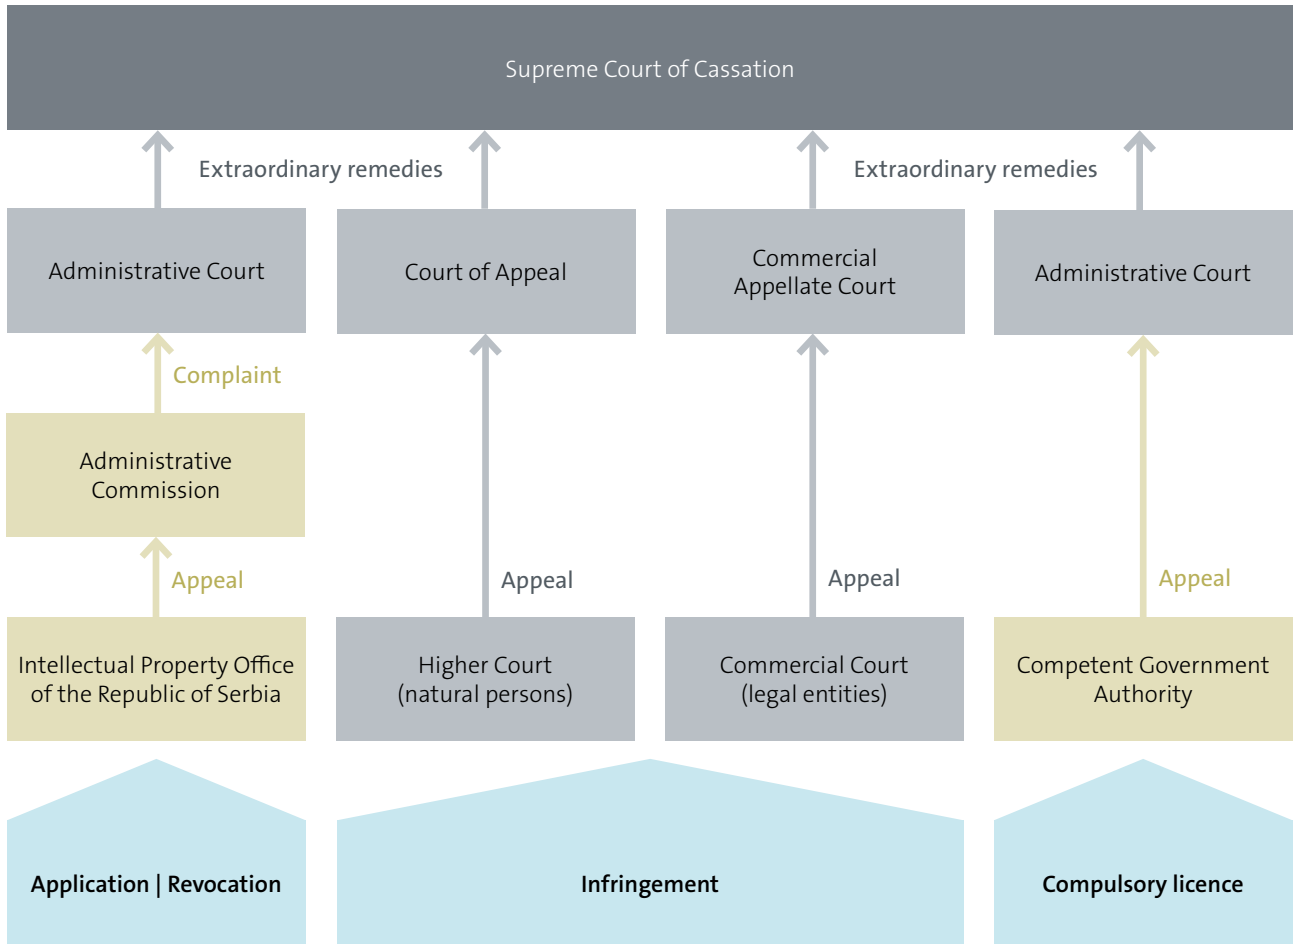 Supreme Court of Cassation
Extraordinary remedies
Extraordinary remedies
Administrative Court
Court of Appeal
Commercial
Appellate Court
Administrative Court
Complaint
Administrative
Commission
Appeal
Appeal
Appeal
Appeal
Intellectual Property Office
of the Republic of Serbia
Higher Court
(natural persons)
Commercial Court
(legal entities)
Competent Government
Authority
Application | Revocation
Infringement
Compulsory licence